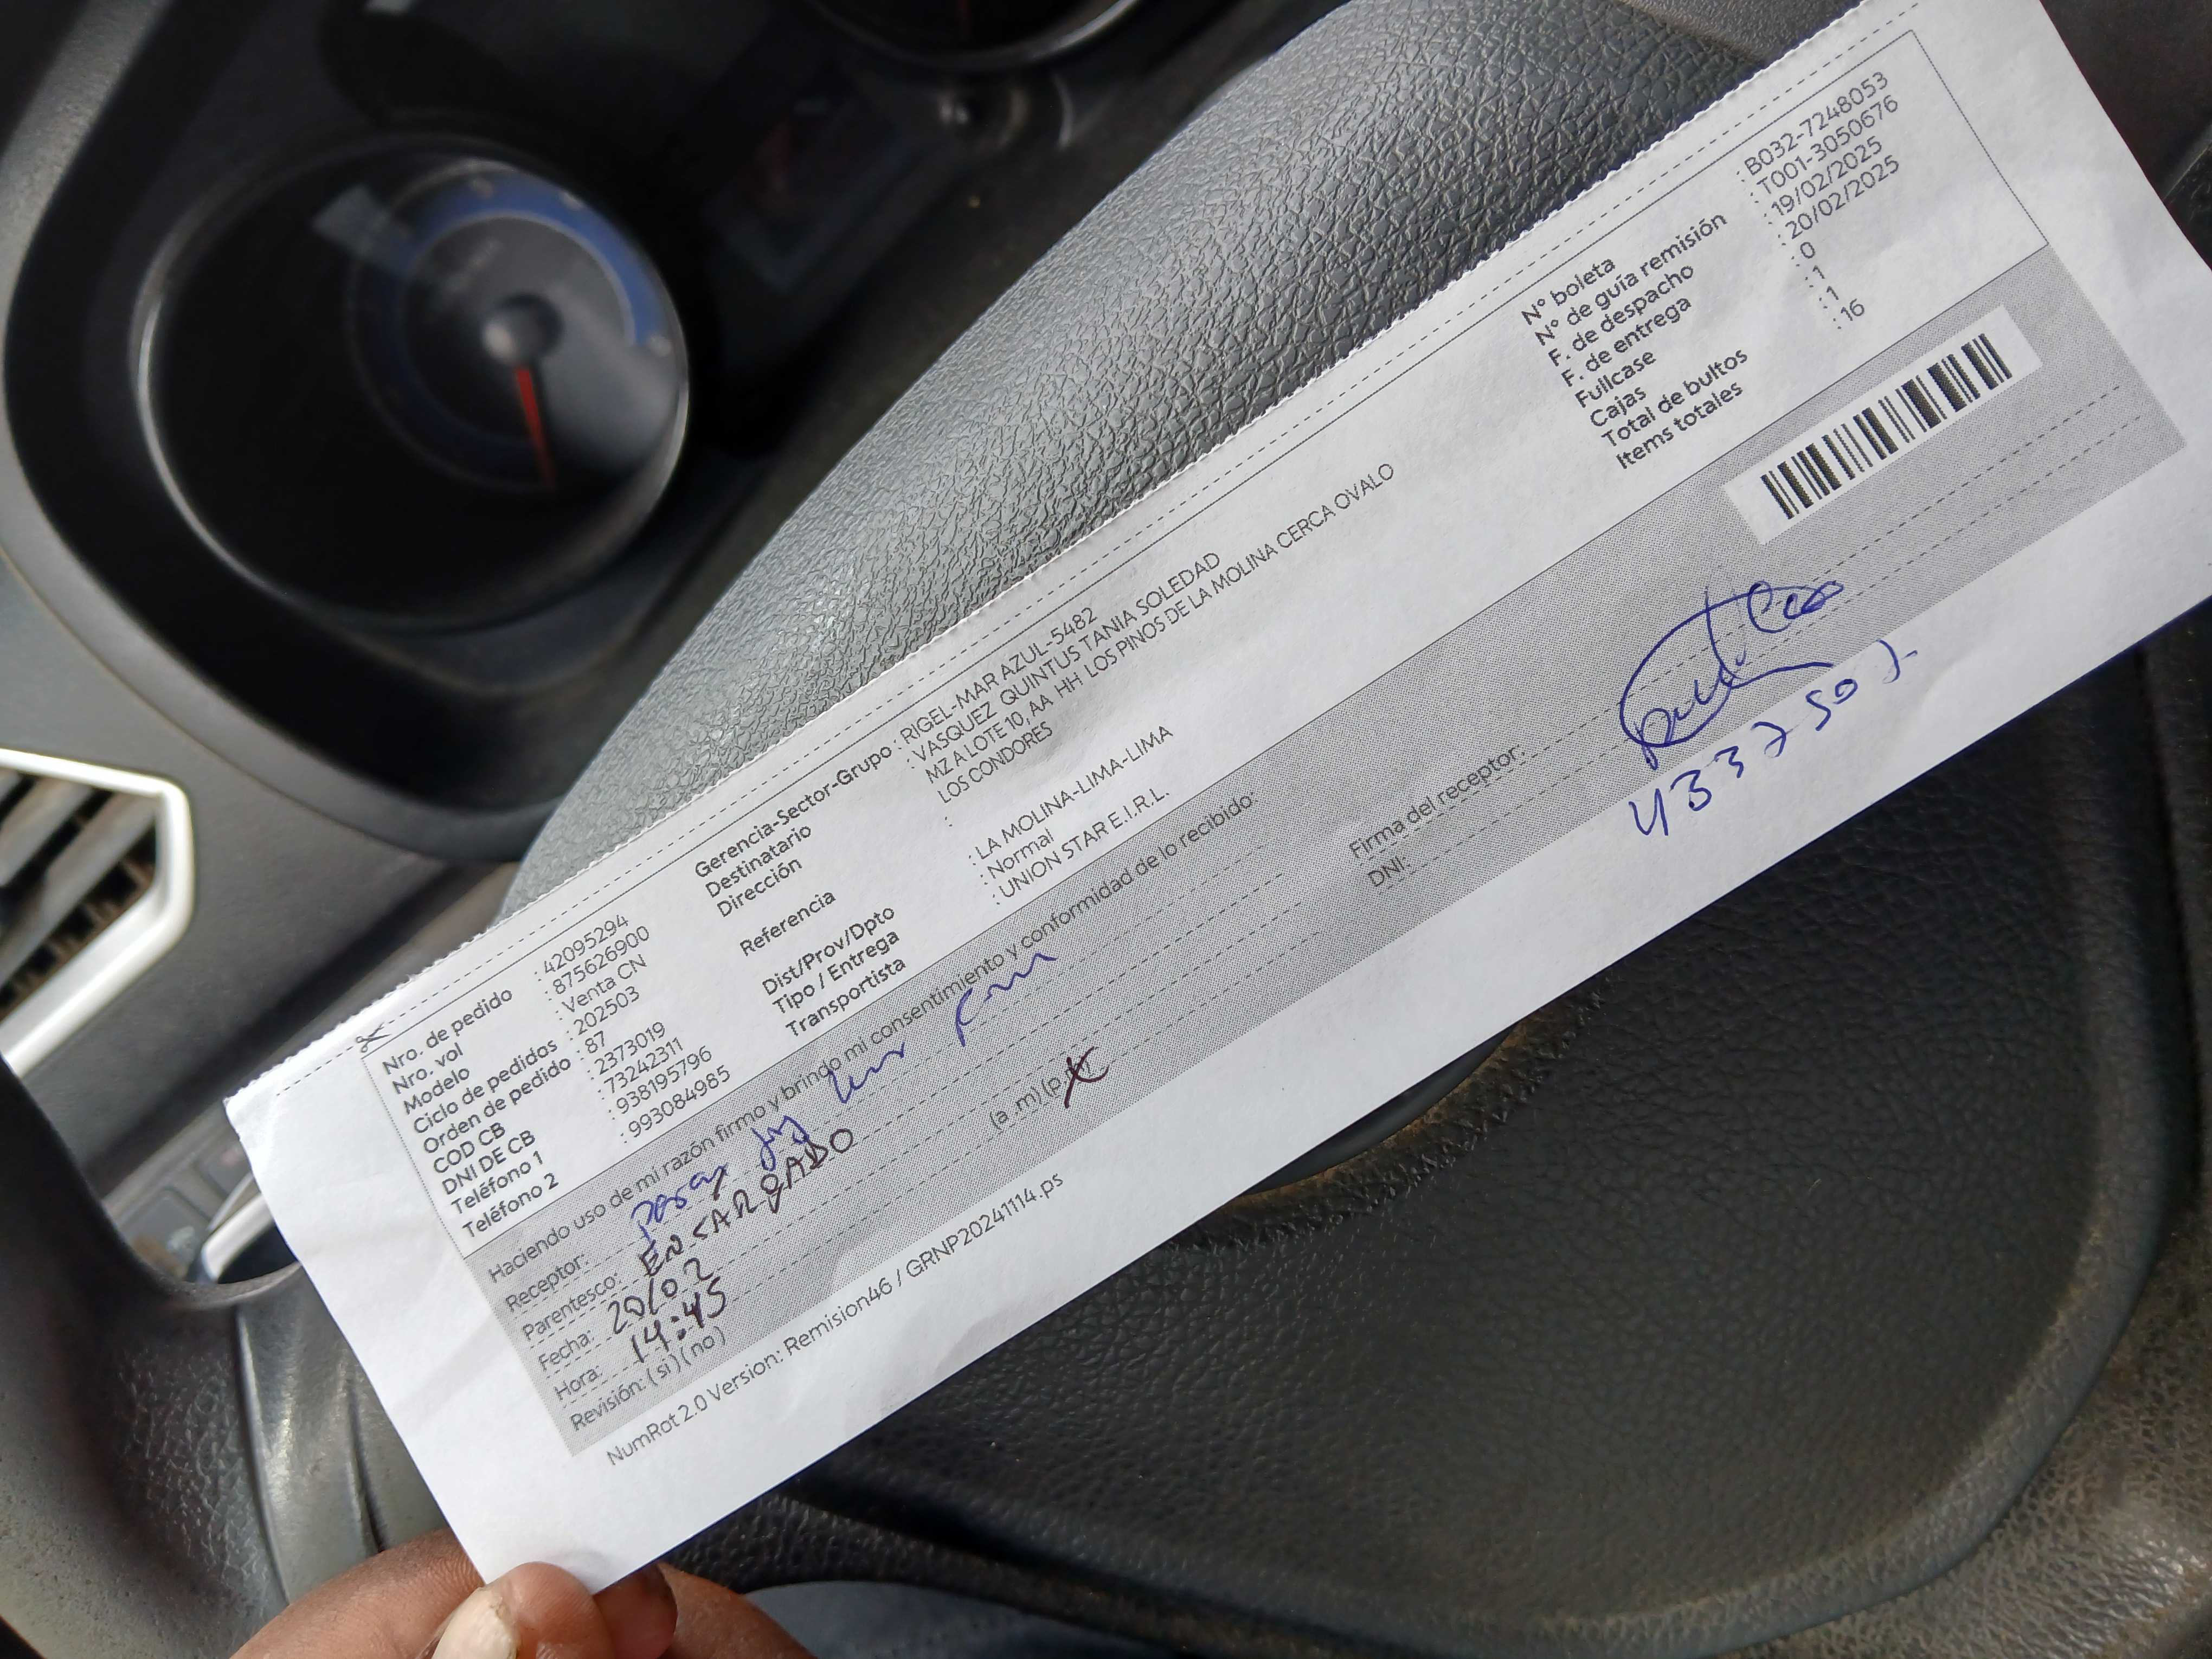 Nro. de pedido : 42095294
Nro. vol : 875626900
Modelo : Venta CN
Ciclo de pedidos : 202503
Orden de pedido : 87
COD CB : 2373019
DNI DE CB : 73242311
Teléfono 1 : 938195796
Teléfono 2 : 993084985
Gerencia-Sector-Grupo : RIGEL-MAR AZUL-5482
Destinatario : VASQUEZ QUINTUS TANIA SOLEDAD
Dirección MZ A LOTE 10, AA HH LOS PINOS DE LA MOLINA CERCA OVALO
LOS CONDORES
Referencia :
Dist/Prov/Dpto : LA MOLINA-LIMA-LIMA
Tipo / Entrega : Normal
Transportista : UNION STAR E.I.R.L.
N° boleta : B032-7248053
N° de guía remisión : T001-3050676
F. de despacho : 19/02/2025
F. de entrega : 20/02/2025
Fullcase : 0
Cajas : 1
Total de bultos : 1
Items totales : 16
Haciendo uso de mi razón firmo y brindo mi consentimiento y conformidad de lo recibido:
Receptor:
Parentesco: ENCARGADO
Fecha: 20/02
Hora: 14:45 (a .m) (p.
Revisión: ( si ) ( no )
Firma del receptor:
DNI:
NumRot 2.0 Version: Remision46 / GRNP20241114.ps